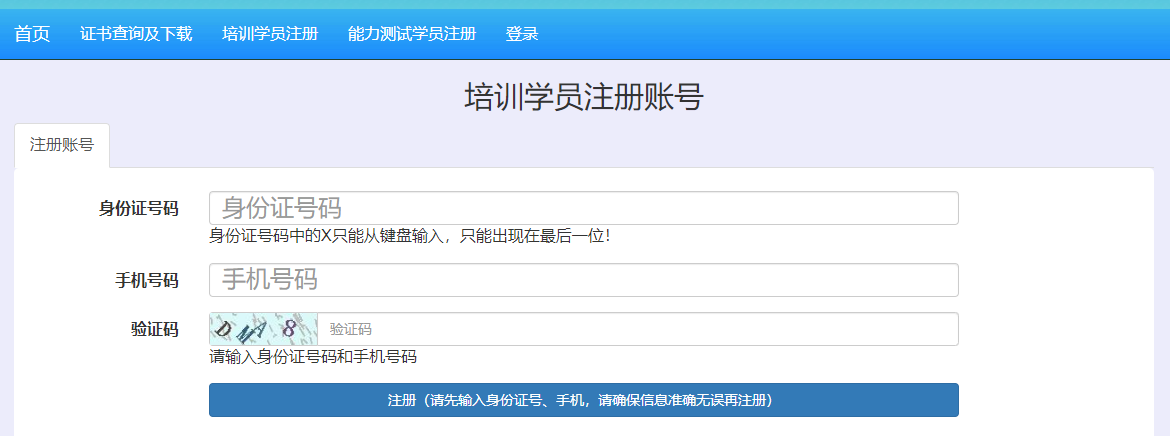 首页 证书查询及下载 培训学员注册 能力测试学员注册 登录
培训学员注册账号
注册账号
身份证号码 身份证号码
身份证号码中的X只能从键盘输入，只能出现在最后一位！
手机号码 手机号码
验证码 DMA8 验证码
请输入身份证号码和手机号码
注册（请先输入身份证号、手机，请确保信息准确无误再注册）